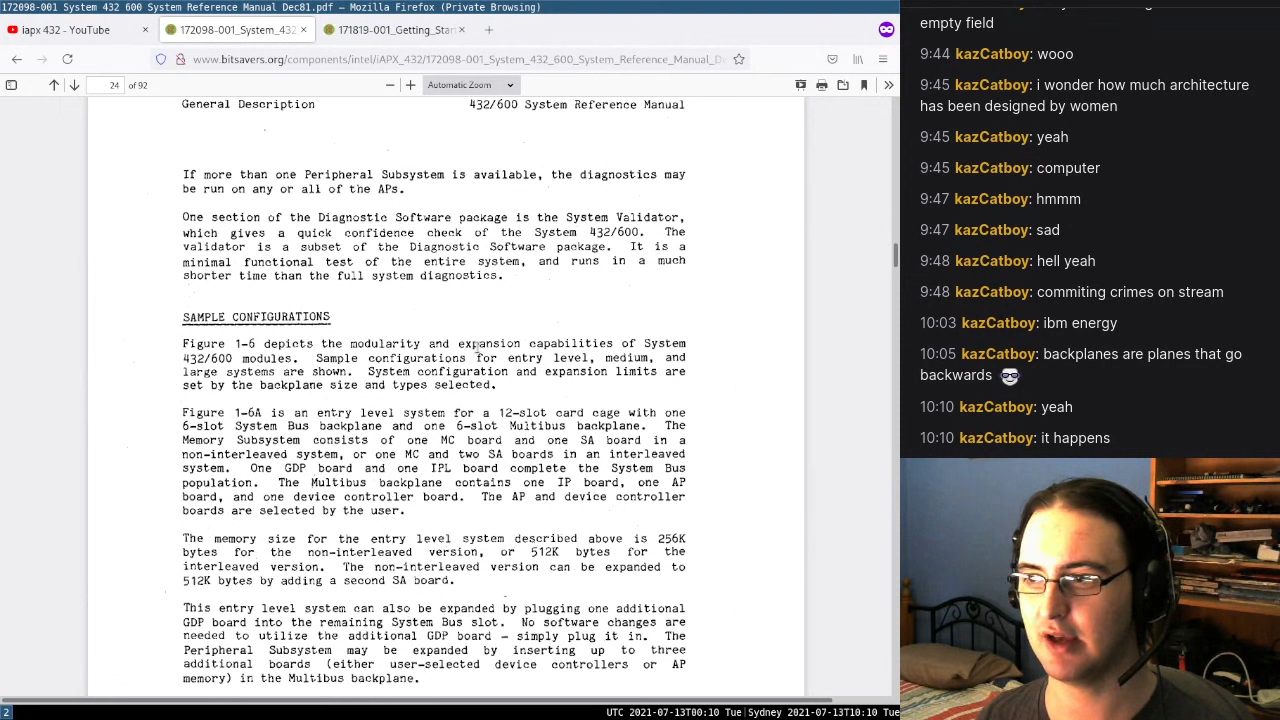 172098-001 System 432 600 System Reference Manual Dec81.pdf — Mozilla Firefox (Private Browsing)
iapx 432 - YouTube
172098-001_System_432
171819-001_Getting_Star
www.bitsavers.org/components/intel/iAPX_432/172098-001_System_432_600_System_Reference_Manual_D
24 of 92
Automatic Zoom
General Description 432/600 System Reference Manual
If more than one Peripheral Subsystem is available, the diagnostics may
be run on any or all of the APs.
One section of the Diagnostic Software package is the System Validator,
which gives a quick confidence check of the System 432/600. The
validator is a subset of the Diagnostic Software package. It is a
minimal functional test of the entire system, and runs in a much
shorter time than the full system diagnostics.
SAMPLE CONFIGURATIONS
Figure 1-6 depicts the modularity and expansion capabilities of System
432/600 modules. Sample configurations for entry level, medium, and
large systems are shown. System configuration and expansion limits are
set by the backplane size and types selected.
Figure 1-6A is an entry level system for a 12-slot card cage with one
6-slot System Bus backplane and one 6-slot Multibus backplane. The
Memory Subsystem consists of one MC board and one SA board in a
non-interleaved system, or one MC and two SA boards in an interleaved
system. One GDP board and one IPL board complete the System Bus
population. The Multibus backplane contains one IP board, one AP
board, and one device controller board. The AP and device controller
boards are selected by the user.
The memory size for the entry level system described above is 256K
bytes for the non-interleaved version, or 512K bytes for the
interleaved version. The non-interleaved version can be expanded to
512K bytes by adding a second SA board.
This entry level system can also be expanded by plugging one additional
GDP board into the remaining System Bus slot. No software changes are
needed to utilize the additional GDP board — simply plug it in. The
Peripheral Subsystem may be expanded by inserting up to three
additional boards (either user-selected device controllers or AP
memory) in the Multibus backplane.
2
UTC 2021-07-13T00:10 Tue|Sydney 2021-07-13T10:10 Tue
empty field
9:44 kazCatboy: wooo
9:45 kazCatboy: i wonder how much architecture
has been designed by women
9:45 kazCatboy: yeah
9:45 kazCatboy: computer
9:47 kazCatboy: hmmm
9:47 kazCatboy: sad
9:48 kazCatboy: hell yeah
9:48 kazCatboy: commiting crimes on stream
10:03 kazCatboy: ibm energy
10:05 kazCatboy: backplanes are planes that go
backwards
10:10 kazCatboy: yeah
10:10 kazCatboy: it happens